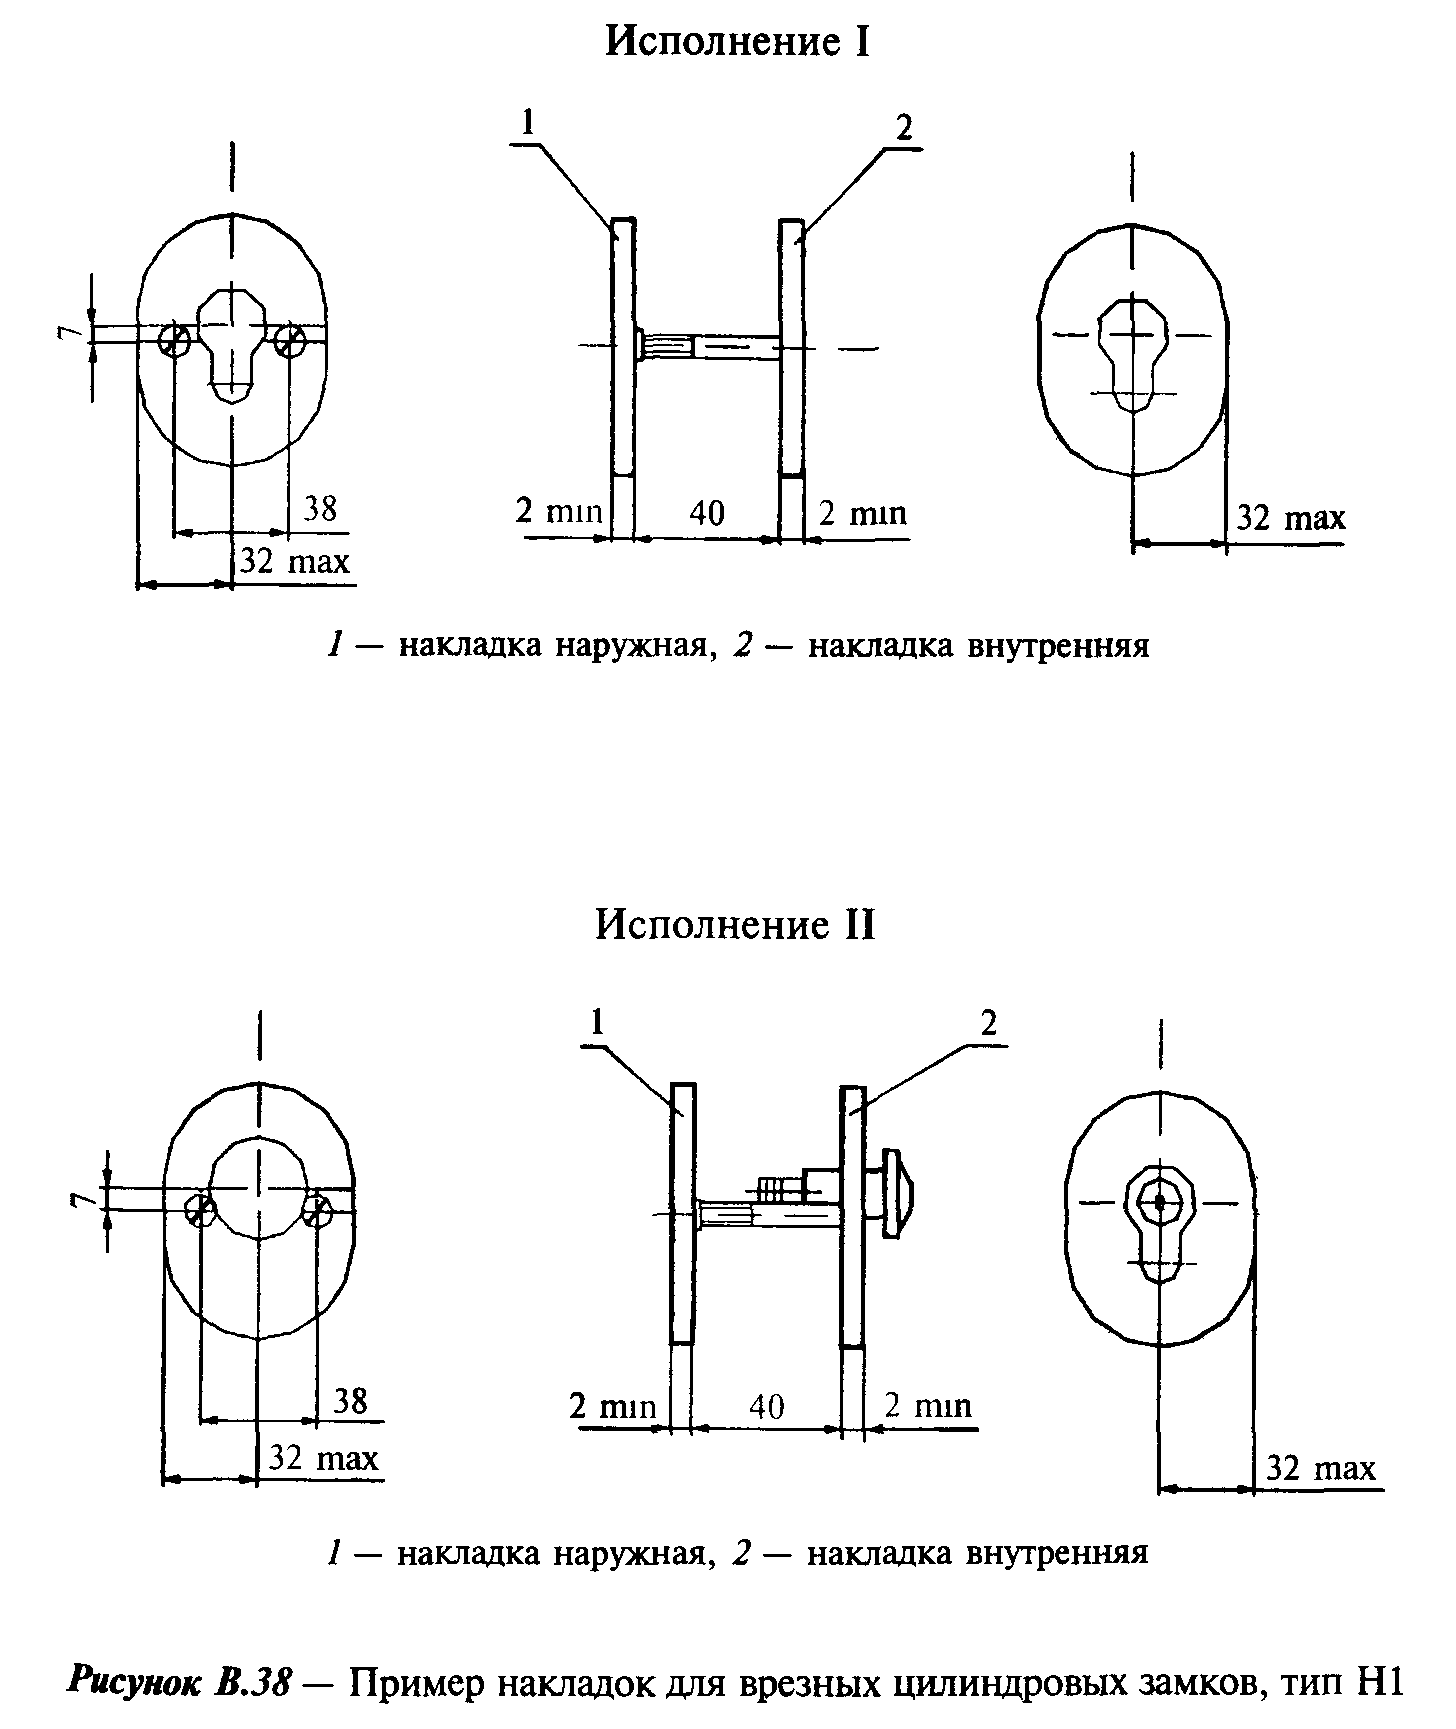 Исполнение I
1
2
7
38
32 max
2 min
40
2 min
32 max
1 — накладка наружная, 2 — накладка внутренняя
Исполнение II
1
2
7
38
32 max
2 min
40
2 min
32 max
1 — накладка наружная, 2 — накладка внутренняя
Рисунок В.38 — Пример накладок для врезных цилиндровых замков, тип Н1